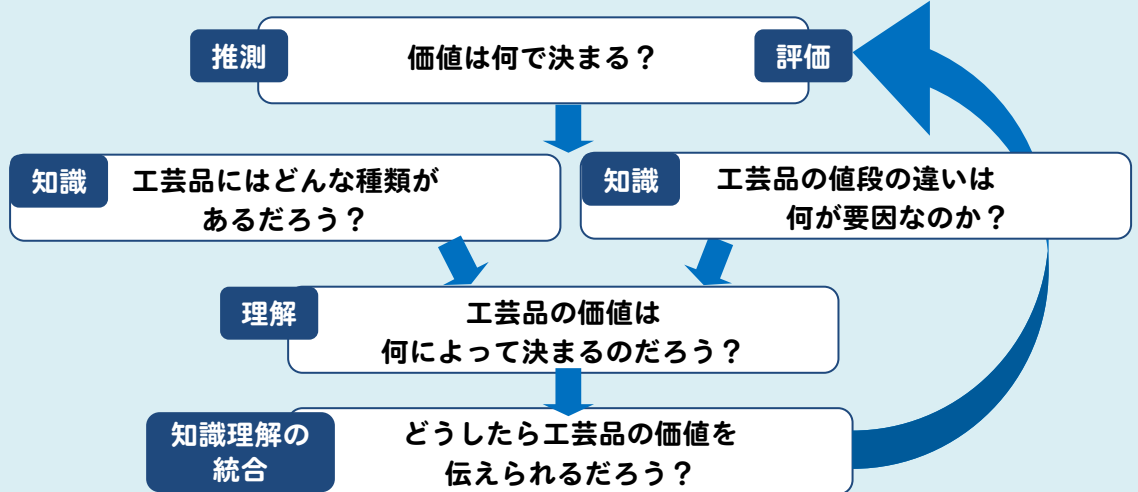 推測
価値は何で決まる？
評価
知識
工芸品にはどんな種類が
あるだろう？
知識
工芸品の値段の違いは
何が要因なのか？
理解
工芸品の価値は
何によって決まるのだろう？
知識理解の
統合
どうしたら工芸品の価値を
伝えられるだろう？